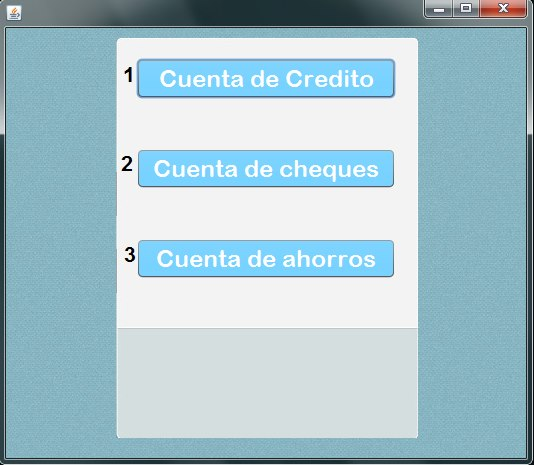 1 Cuenta de Credito
2 Cuenta de cheques
3 Cuenta de ahorros